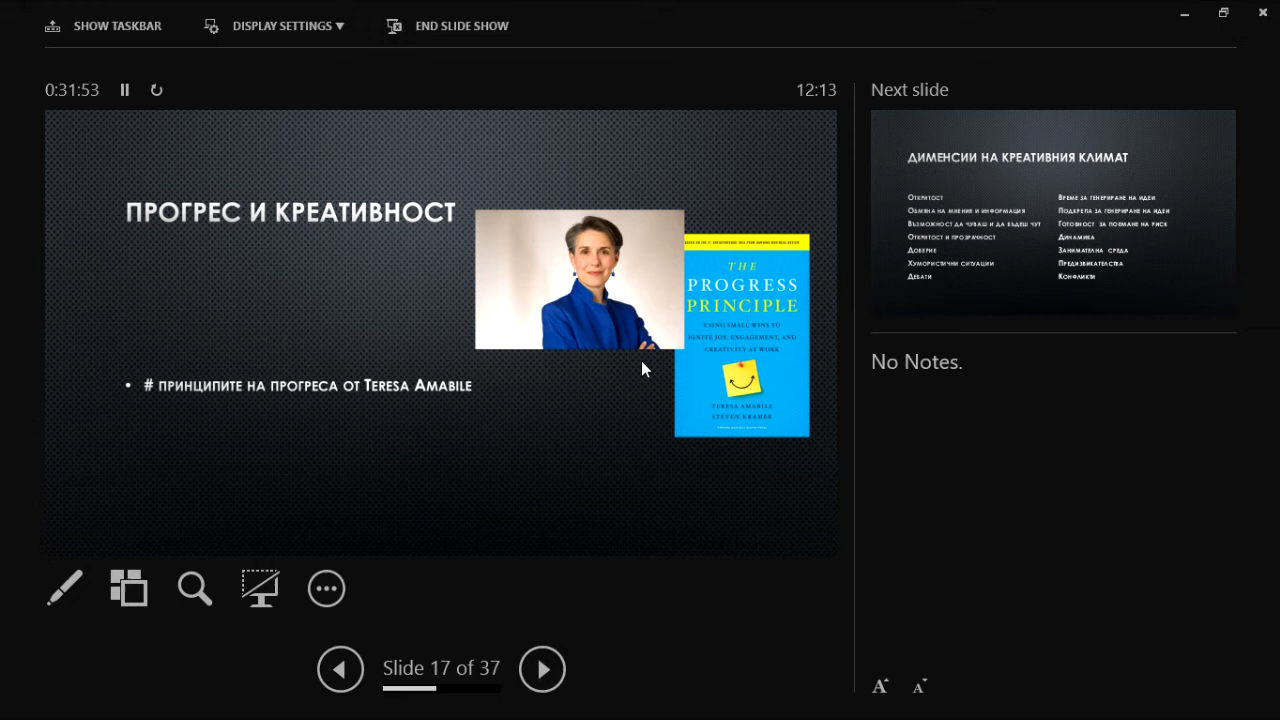 SHOW TASKBAR
DISPLAY SETTINGS ▼
END SLIDE SHOW
0:31:53
12:13
Next slide
ПРОГРЕС И КРЕАТИВНОСТ
• # ПРИНЦИПИТЕ НА ПРОГРЕСА ОТ TERESA AMABILE
THE
PROGRESS
PRINCIPLE
USING SMALL WINS TO
IGNITE JOY, ENGAGEMENT, AND
CREATIVITY AT WORK
TERESA AMABILE
STEVEN KRAMER
ДИМЕНСИИ НА КРЕАТИВНИЯ КЛИМАТ
ОТКРИТОСТ
ОБМЯНА НА МНЕНИЯ И ИНФОРМАЦИЯ
ВЪЗМОЖНОСТ ДА ЧУВАШ И ДА БЪДЕШ ЧУТ
ОТКРИТОСТ И ПРОЗРАЧНОСТ
ДОВЕРИЕ
ХУМОРИСТИЧНИ СИТУАЦИИ
ДЕБАТИ
ВРЕМЕ ЗА ГЕНЕРИРАНЕ НА ИДЕИ
ПОДКРЕПА ЗА ГЕНЕРИРАНЕ НА ИДЕИ
ГОТОВНОСТ ЗА ПОЕМАНЕ НА РИСК
ДИНАМИКА
ЗАНИМАТЕЛНА СРЕДА
ПРЕДИЗВИКАТЕЛСТВА
КОНФЛИКТИ
No Notes.
Slide 17 of 37
A A